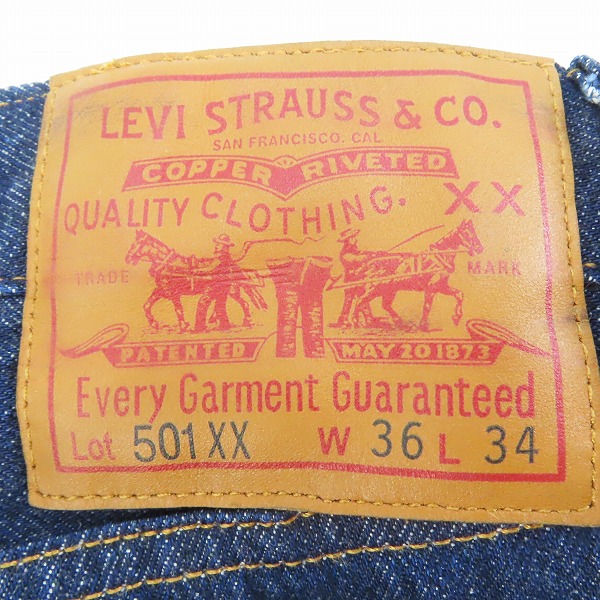 LEVI STRAUSS & CO.
SAN FRANCISCO. CAL
COPPER RIVETED
QUALITY CLOTHING. XX
TRADE MARK
PATENTED MAY 20 1873
Every Garment Guaranteed
Lot 501XX W 36 L 34